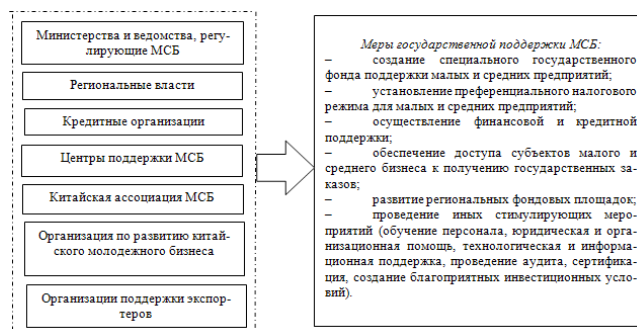 Министерства и ведомства, регу-
лирующие МСБ
Региональные власти
Кредитные организации
Центры поддержки МСБ
Китайская ассоциация МСБ
Организация по развитию китай-
ского молодежного бизнеса
Организации поддержки экспор-
теров
Меры государственной поддержки МСБ:
– создание специального государственного
фонда поддержки малых и средних предприятий;
– установление преференциального налогового
режима для малых и средних предприятий;
– осуществление финансовой и кредитной
поддержки;
– обеспечение доступа субъектов малого и
среднего бизнеса к получению государственных за-
казов;
– развитие региональных фондовых площадок;
– проведение иных стимулирующих меро-
приятий (обучение персонала, юридическая и орга-
низационная помощь, технологическая и информа-
ционная поддержка, проведение аудита, сертифика-
ция, создание благоприятных инвестиционных усло-
вий).